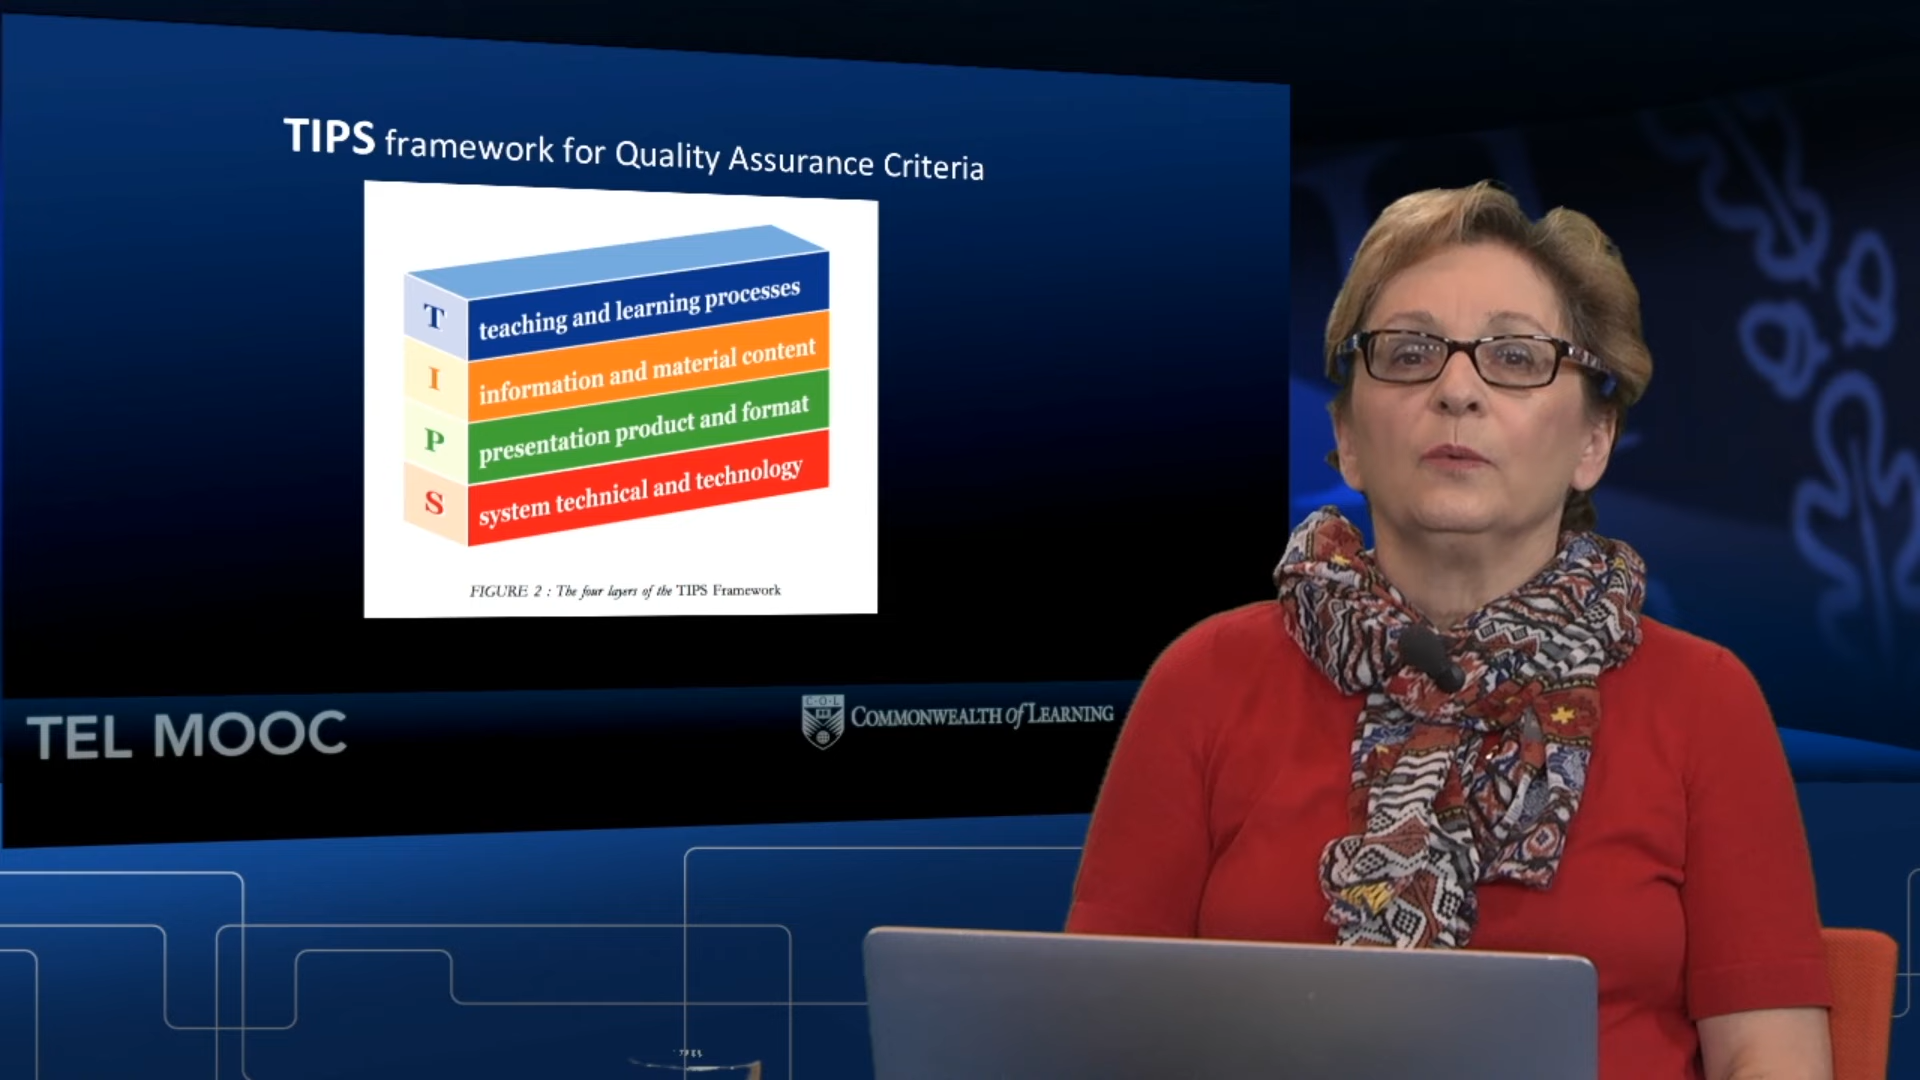 TIPS framework for Quality Assurance Criteria
T teaching and learning processes
I information and material content
P presentation product and format
S system technical and technology
FIGURE 2 : The four layers of the TIPS Framework
TEL MOOC
C·O·L
COMMONWEALTH of LEARNING